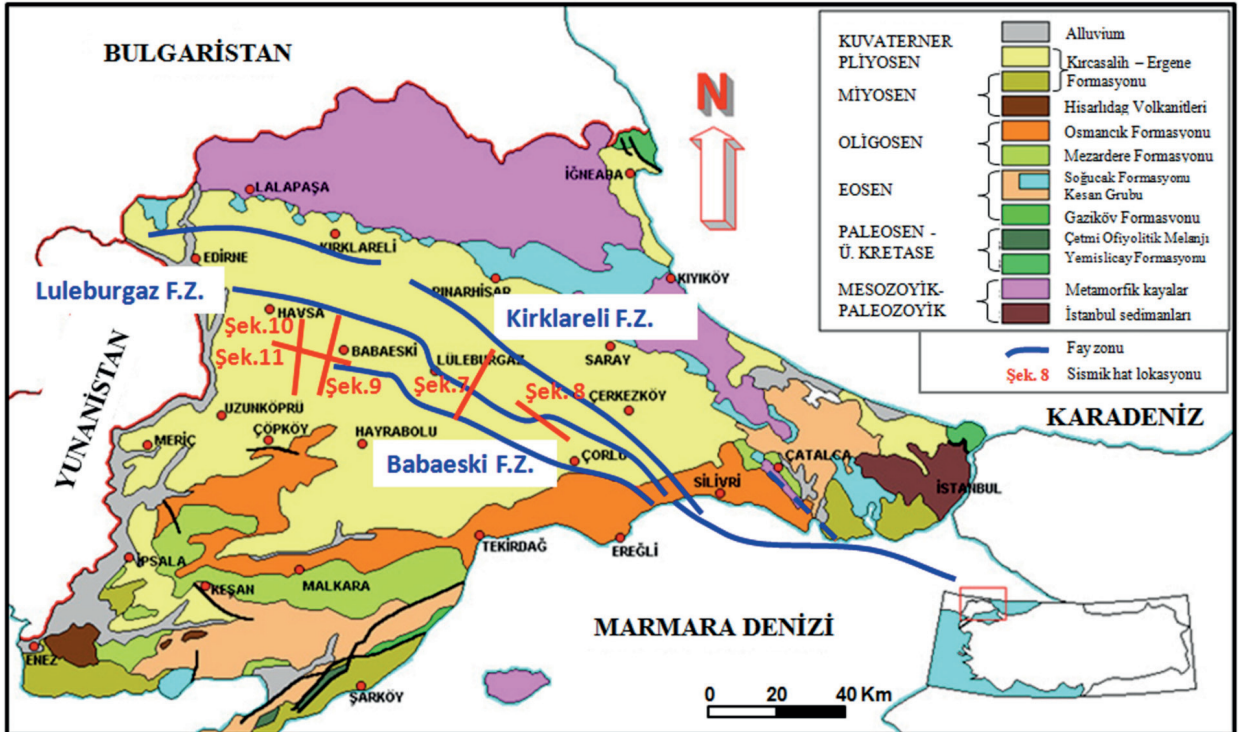 BULGARİSTAN
YUNANİSTAN
KARADENİZ
MARMARA DENİZİ
N
LALAPAŞA
KIRKLARELİ
EDİRNE
İĞNEABA
KIYIKÖY
PINARHİSAR
Luleburgaz F.Z.
Kirklareli F.Z.
Babaeski F.Z.
HAVSA
Şek.10
Şek.11
Şek.9
Şek.7
Şek. 8
BABAESKİ
LÜLEBURGAZ
SARAY
ÇERKEZKÖY
UZUNKÖPRÜ
ÇÖPKÖY
HAYRABOLU
MERİÇ
ÇORLU
ÇATALCA
SİLİVRİ
İSTANBUL
TEKİRDAĞ
EREĞLİ
İPSALA
KEŞAN
MALKARA
ENEZ
ŞARKÖY
0 20 40 Km
KUVATERNER
PLİYOSEN
MİYOSEN
OLİGOSEN
EOSEN
PALEOSEN -
Ü. KRETASE
MESOZOYİK-
PALEOZOYİK
Alluvium
Kırcasalih – Ergene
Formasyonu
Hisarlıdag Volkanitleri
Osmancık Formasyonu
Mezardere Formasyonu
Soğucak Formasyonu
Kesan Grubu
Gaziköv Formasyonu
Çetmi Ofiyolitik Melanjı
Yemislicay Formasyonu
Metamorfik kayalar
İstanbul sedimanları
Fay zonu
Şek. 8 Sismik hat lokasyonu